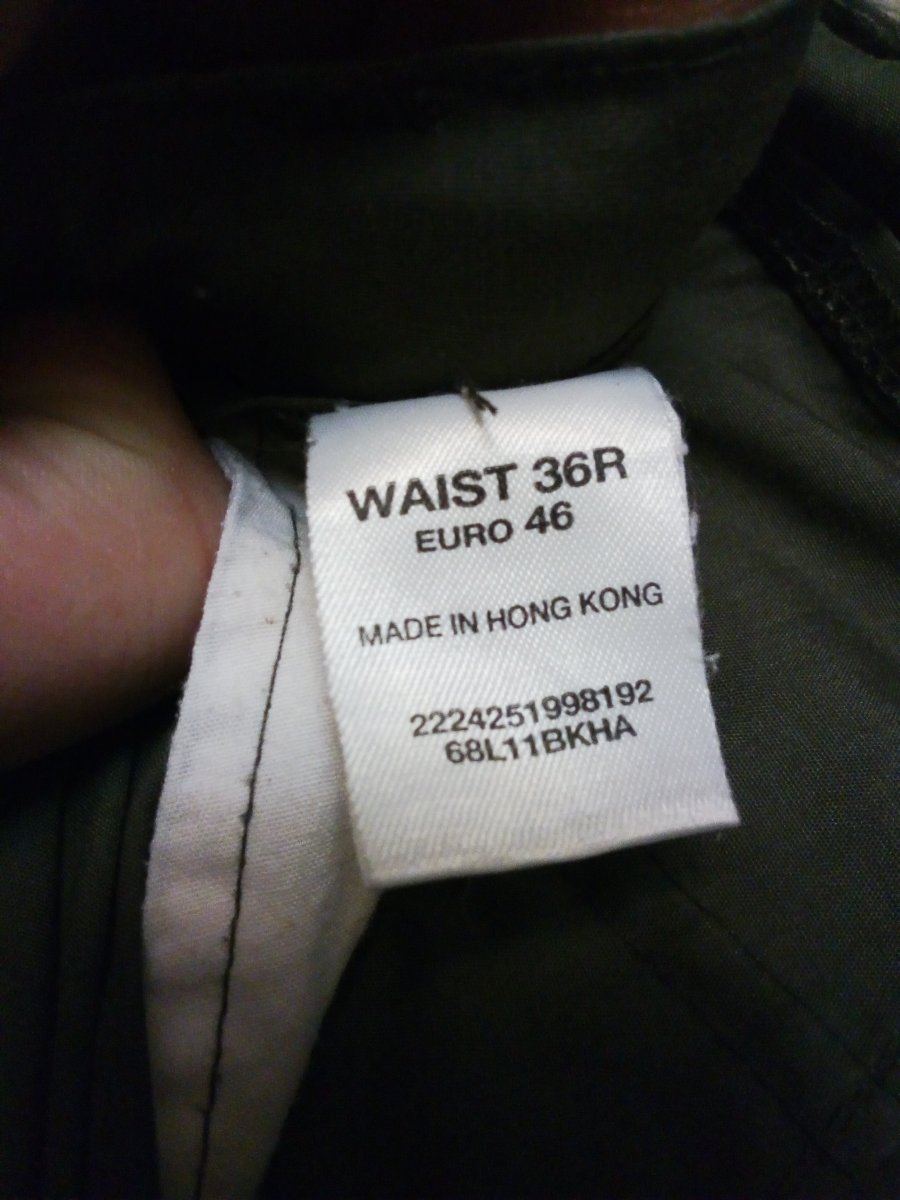 WAIST 36R
EURO 46
MADE IN HONG KONG
2224251998192
68L11BKHA